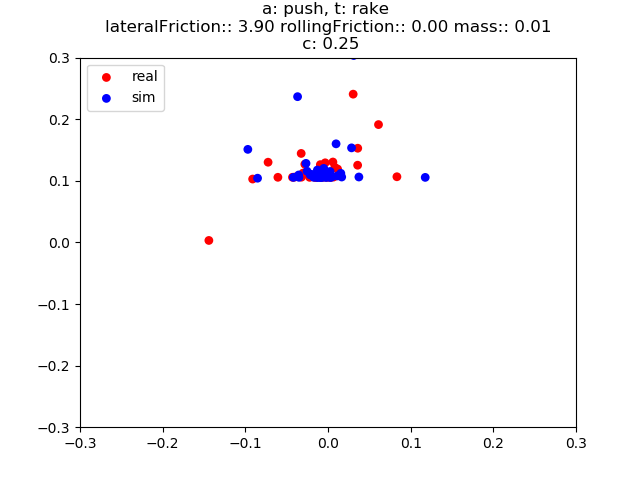 a: push, t: rake
lateralFriction:: 3.90 rollingFriction:: 0.00 mass:: 0.01
c: 0.25
real
sim
0.3
0.2
0.1
0.0
−0.1
−0.2
−0.3
−0.3
−0.2
−0.1
0.0
0.1
0.2
0.3